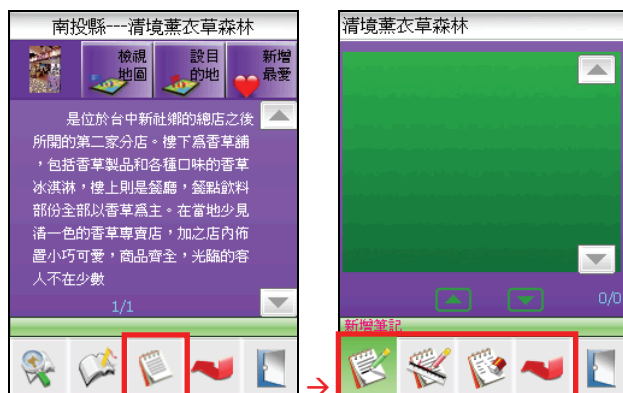 南投縣---清境薰衣草森林
檢視地圖
設目的地
新增最愛
是位於台中新社鄉的總店之後
所開的第二家分店。樓下為香草舖
，包括香草製品和各種口味的香草
冰淇淋，樓上則是餐廳，餐點飲料
部份全部以香草為主。在當地少見
清一色的香草專賣店，加之店內佈
置小巧可愛，商品齊全，光臨的客
人不在少數
1/1
→
清境薰衣草森林
0/0
新增筆記